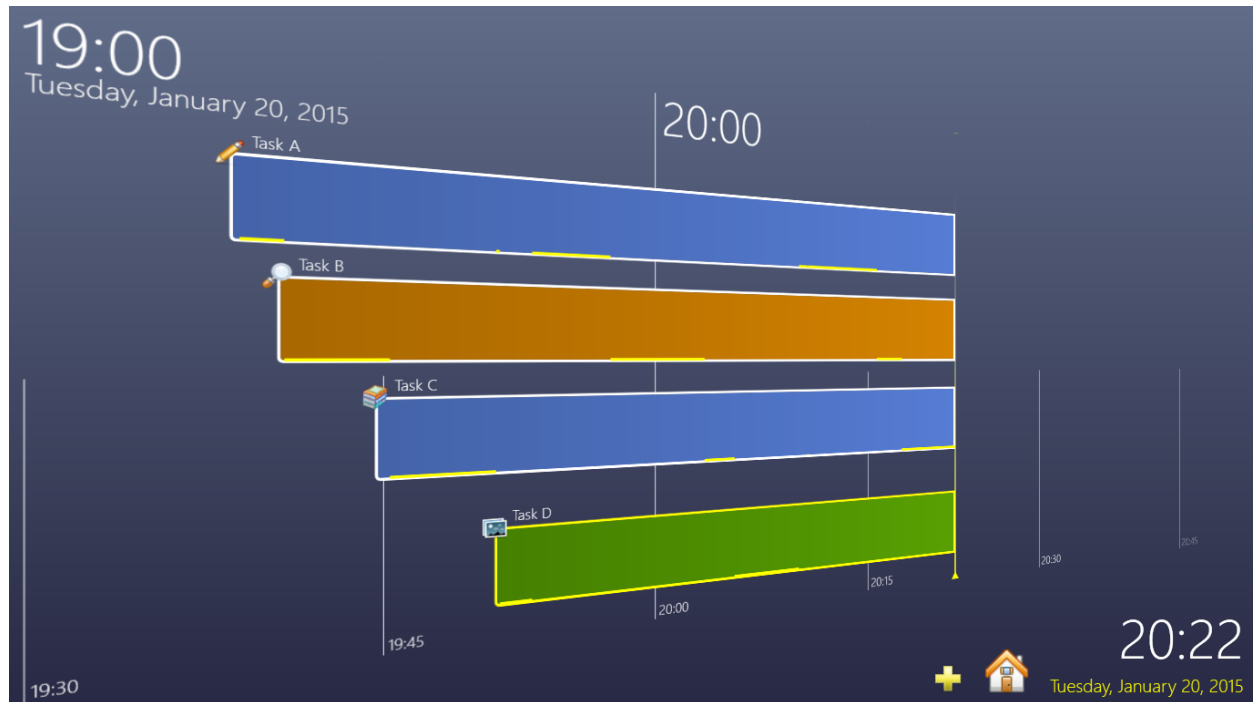 19:00
Tuesday, January 20, 2015
20:00
Task A
Task B
Task C
Task D
20:45
20:30
20:15
20:00
19:45
19:30
20:22
Tuesday, January 20, 2015